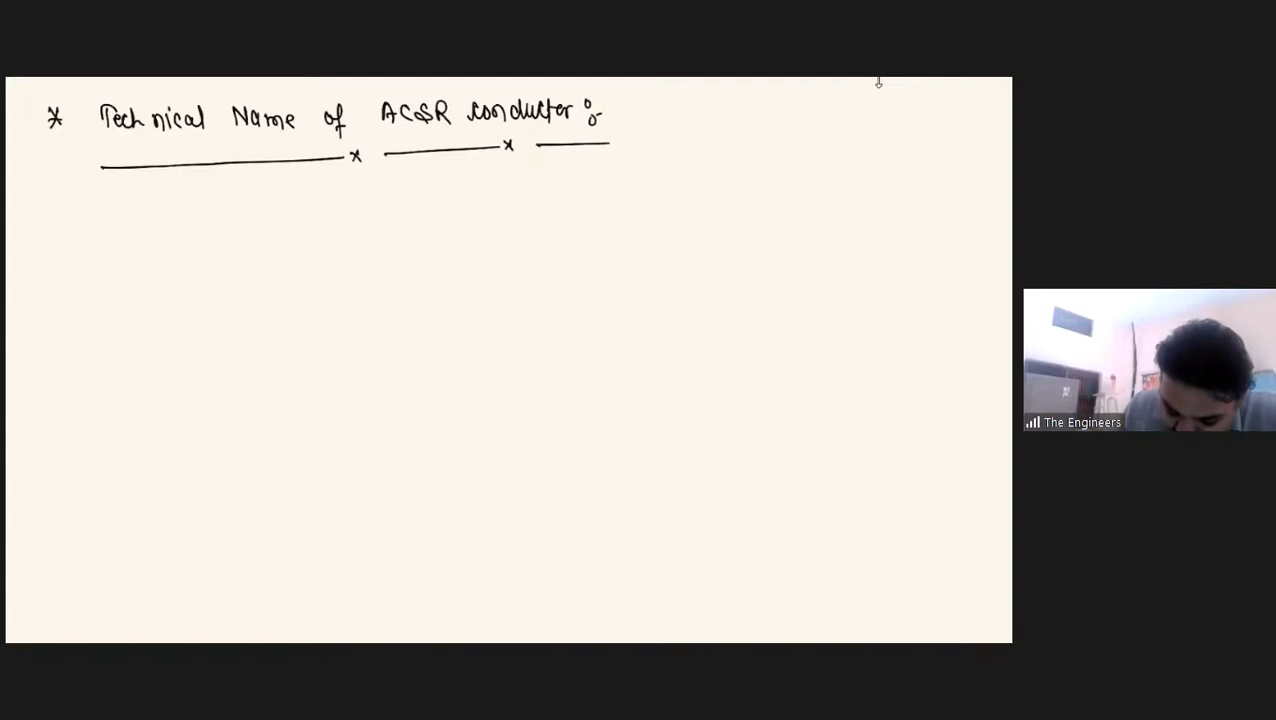 * Technical Name of ACSR conductor :-
The Engineers